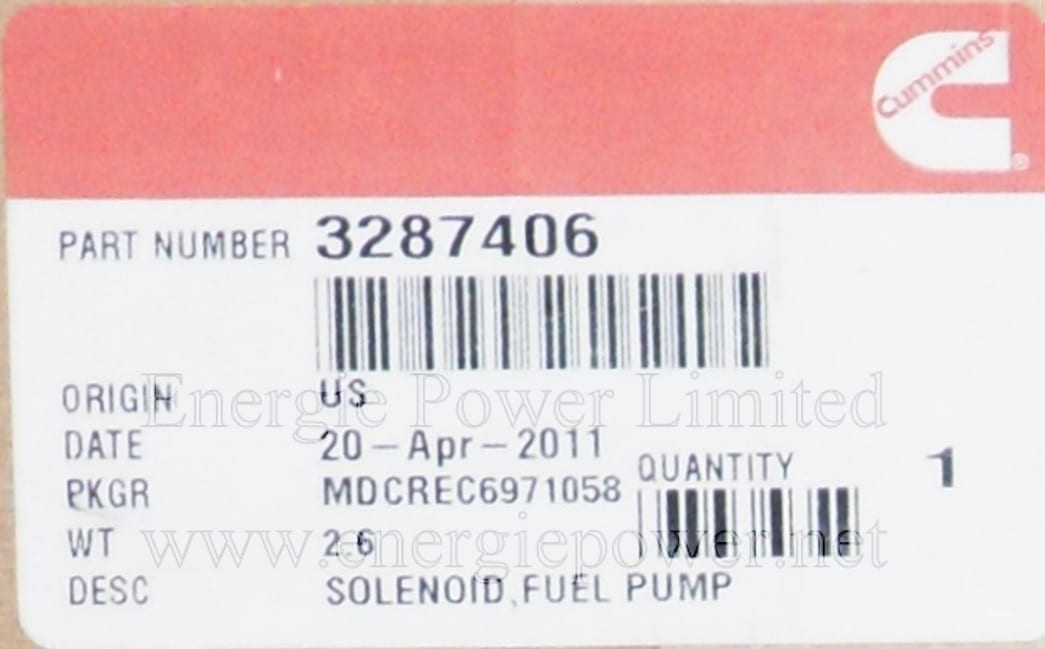 Cummins
®
PART NUMBER 3287406
ORIGIN US
Energie Power Limited
DATE 20-Apr-2011
QUANTITY 1
PKGR MDCREC6971058
WT 2.6
www.energiepower.net
DESC SOLENOID,FUEL PUMP